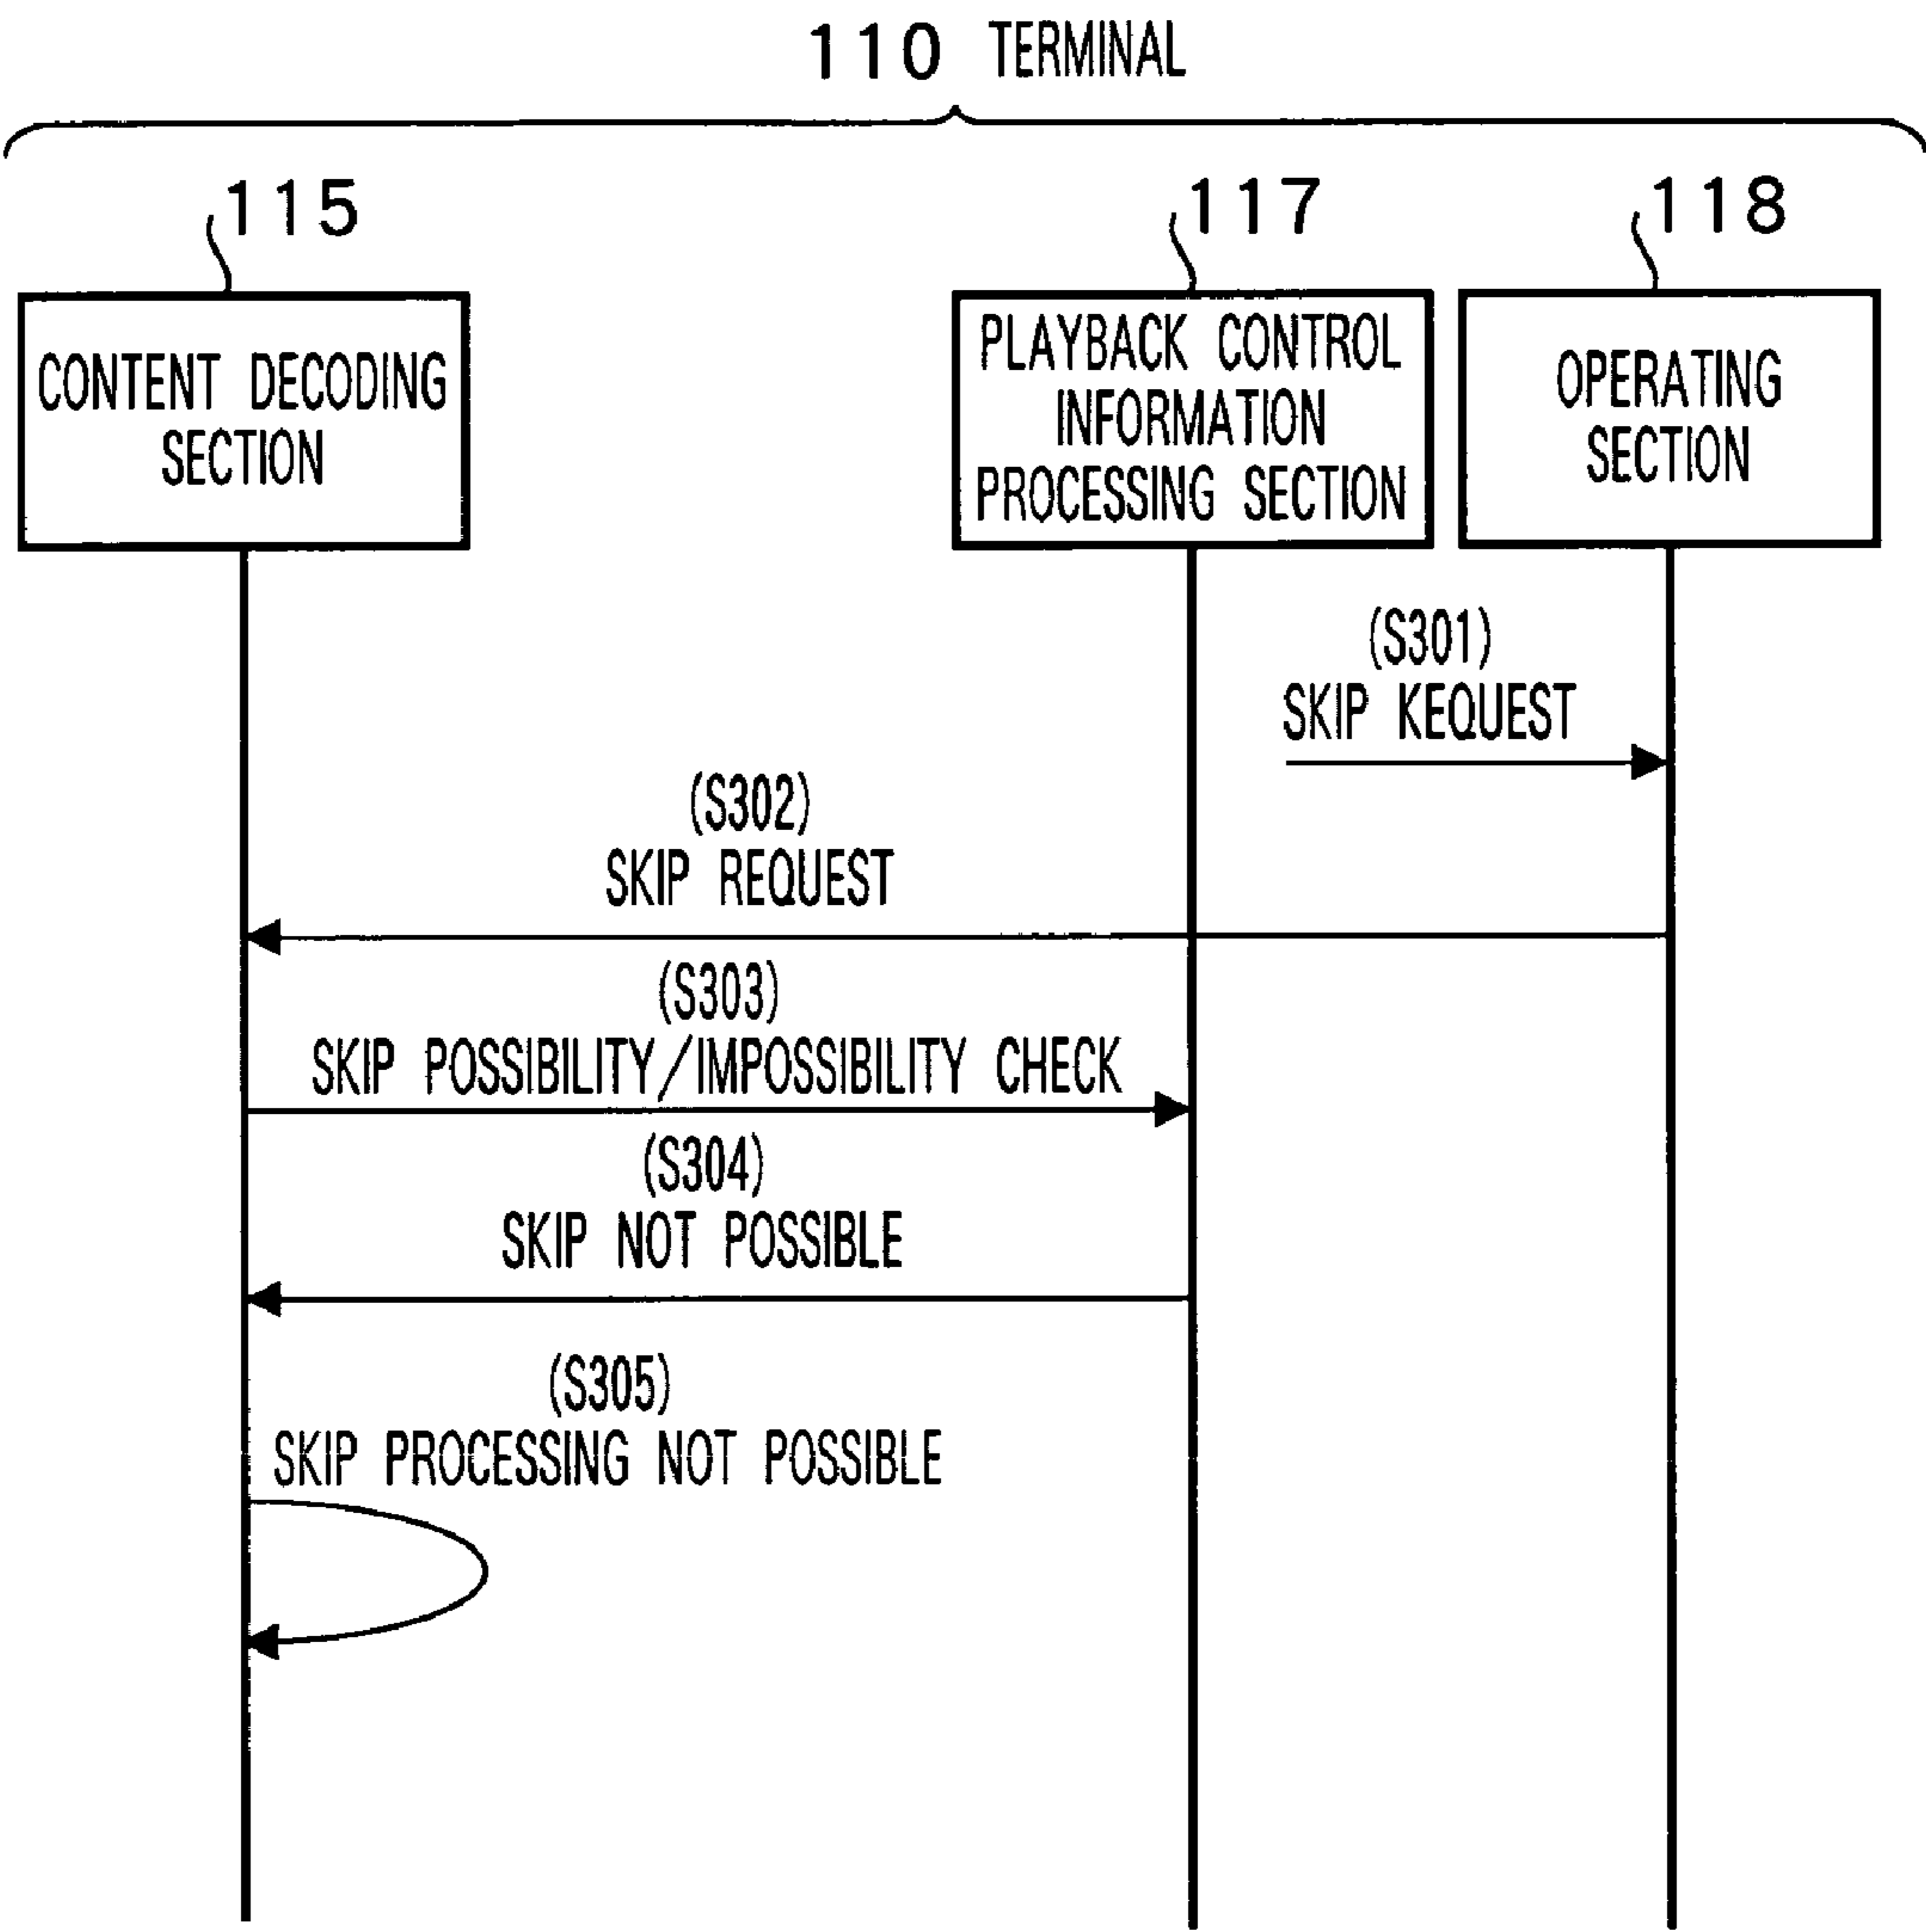 110 TERMINAL
115
117
118
CONTENT DECODING
SECTION
PLAYBACK CONTROL
INFORMATION
PROCESSING SECTION
OPERATING
SECTION
(S301)
SKIP KEQUEST
(S302)
SKIP REQUEST
(S303)
SKIP POSSIBILITY/IMPOSSIBILITY CHECK
(S304)
SKIP NOT POSSIBLE
(S305)
SKIP PROCESSING NOT POSSIBLE